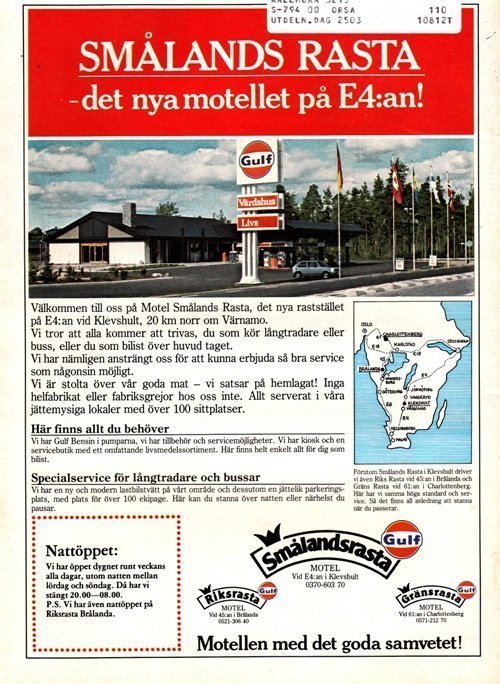 S-794 00 ORSA 110
UTDELN.DAG 2503 10812T
SMÅLANDS RASTA
- det nya motellet på E4:an!
Gulf
Värdshus
Livs
Välkommen till oss på Motel Smålands Rasta, det nya raststället
på E4:an vid Klevshult, 20 km norr om Värnamo.
Vi tror att alla kommer att trivas, du som kör långtradare eller
buss, eller du som bilist över huvud taget.
Vi har nämligen ansträngt oss för att kunna erbjuda så bra service
som någonsin möjligt.
Vi är stolta över vår goda mat – vi satsar på hemlagat! Inga
helfabrikat eller fabriksgrejor hos oss inte. Allt serverat i våra
jättemysiga lokaler med över 100 sittplatser.
Här finns allt du behöver
Vi har Gulf Bensin i pumparna, vi har tillbehör och servicemöjligheter. Vi har kiosk och en
servicebutik med ett omfattande livsmedelssortiment. Här finns helt enkelt allt för dig som
bilist.
Specialservice för långtradare och bussar
Vi har en ny och modern lastbilstvätt på vårt område och dessutom en jättelik parkerings-
plats, med plats för över 100 ekipage. Här kan du stanna över natten eller närhelst du
pausar.
OSLO
CHARLOTTENBERG
KARLSTAD
STOCKHOLM
E18
BRÅLANDA
45
VÄNERS-
BORG
GÖTEBORG
JÖNKÖPING
VAGGERYD
KLEVSHULT
VÄRNAMO
E4
HELSINGBORG
MALMÖ
Förutom Smålands Rasta i Klevshult driver
vi även Riks Rasta vid 45:an i Brålanda och
Gräns Rasta vid 61:an i Charlottenberg.
Här har vi samma höga standard och ser-
vice. Så det finns all anledning att stanna
när du passerar.
Nattöppet:
Vi har öppet dygnet runt veckans
alla dagar, utom natten mellan
lördag och söndag. Då har vi
stängt 20.00—08.00.
P.S. Vi har även nattöppet på
Riksrasta Brålanda.
Smålandsrasta
Gulf
MOTEL
Vid E4:an i Klevshult
0370-603 70
Riksrasta
Gulf
MOTEL
Vid 45:an i Brålanda
0521-306 40
Gränsrasta
Gulf
MOTEL
Vid 61:an i Charlottenberg
0571-212 70
Motellen med det goda samvetet!